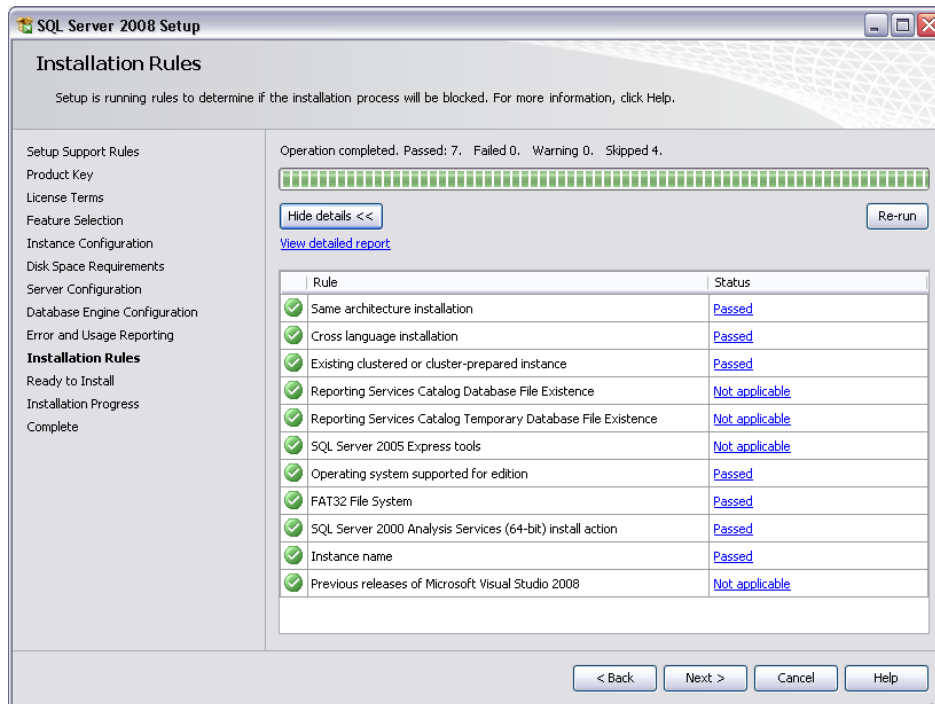 SQL Server 2008 Setup
Installation Rules
Setup is running rules to determine if the installation process will be blocked. For more information, click Help.
Setup Support Rules
Product Key
License Terms
Feature Selection
Instance Configuration
Disk Space Requirements
Server Configuration
Database Engine Configuration
Error and Usage Reporting
Installation Rules
Ready to Install
Installation Progress
Complete
Operation completed. Passed: 7. Failed 0. Warning 0. Skipped 4.
Hide details <<
Re-run
View detailed report
Rule Status
Same architecture installation Passed
Cross language installation Passed
Existing clustered or cluster-prepared instance Passed
Reporting Services Catalog Database File Existence Not applicable
Reporting Services Catalog Temporary Database File Existence Not applicable
SQL Server 2005 Express tools Not applicable
Operating system supported for edition Passed
FAT32 File System Passed
SQL Server 2000 Analysis Services (64-bit) install action Passed
Instance name Passed
Previous releases of Microsoft Visual Studio 2008 Not applicable
< Back Next > Cancel Help